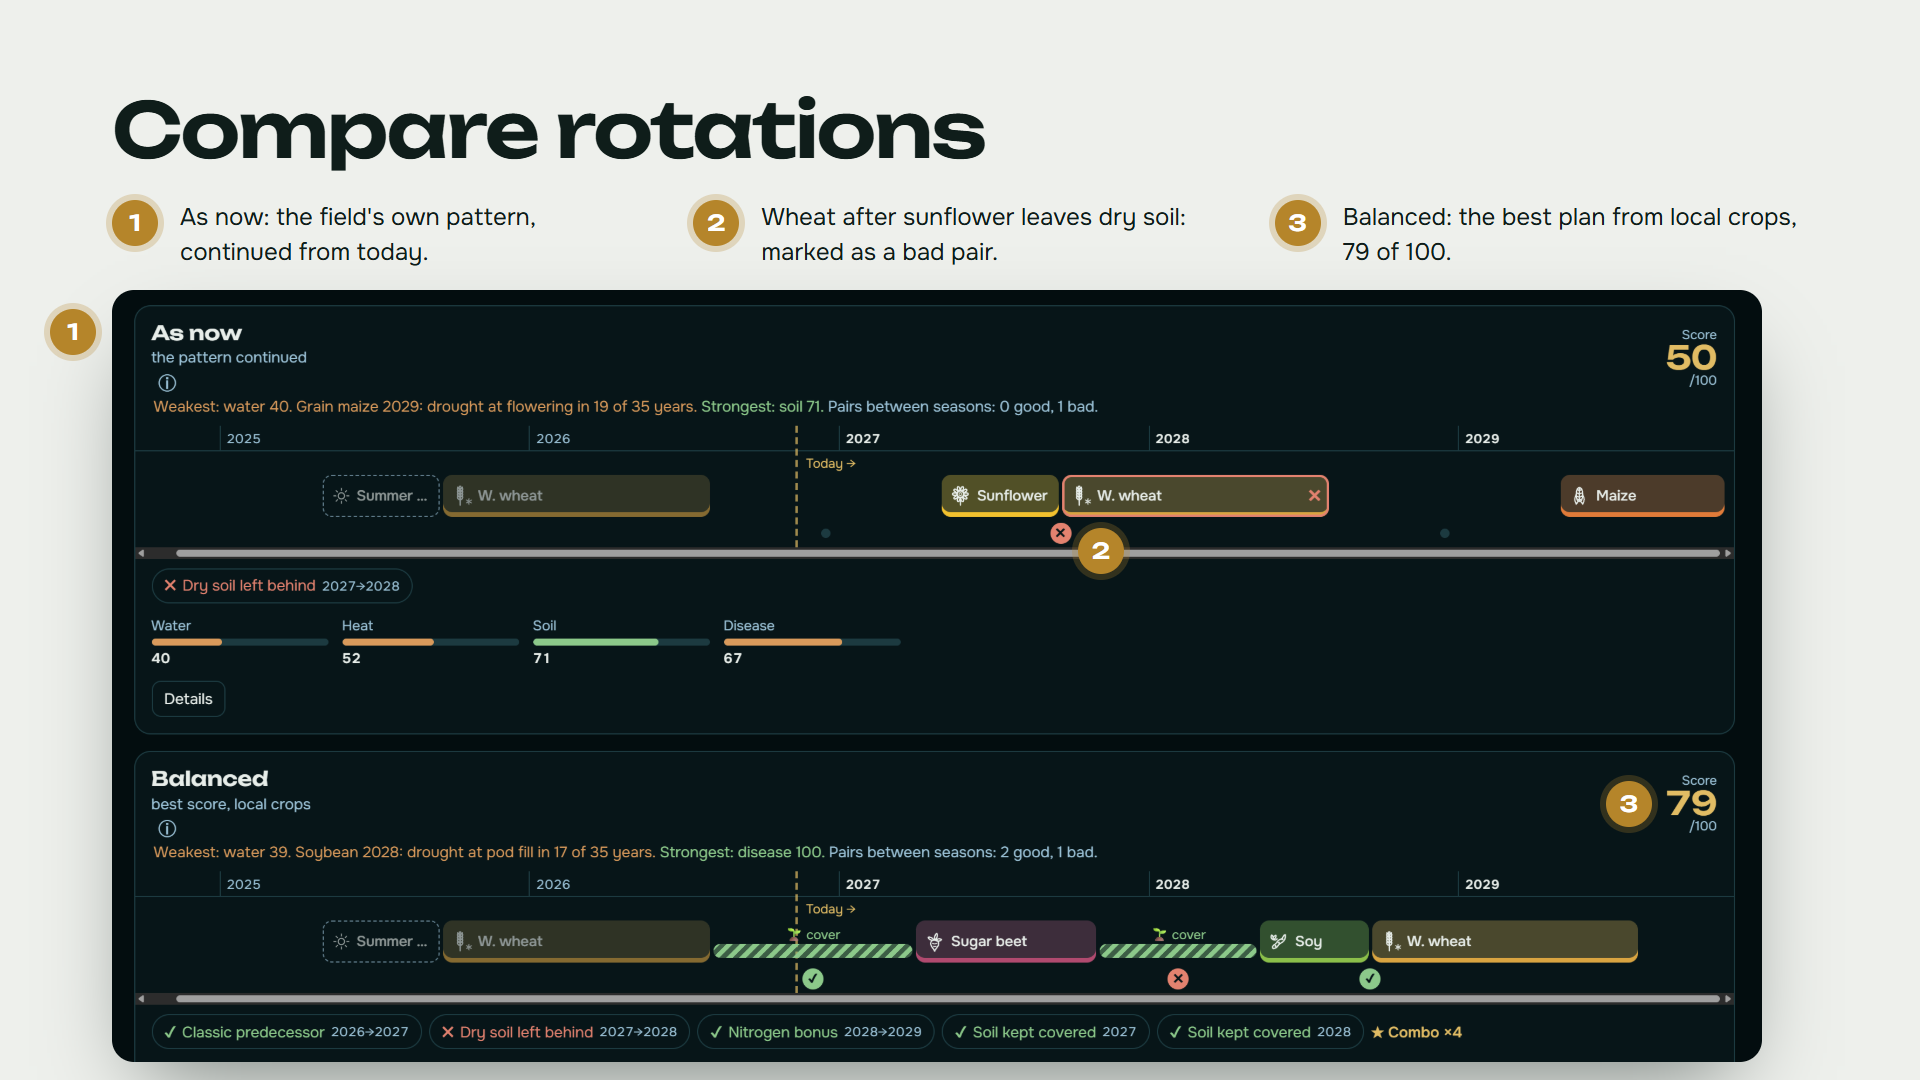 Compare rotations
1 As now: the field's own pattern,
continued from today.
2 Wheat after sunflower leaves dry soil:
marked as a bad pair.
3 Balanced: the best plan from local crops,
79 of 100.
1
As now
the pattern continued
Score
50
/100
Weakest: water 40. Grain maize 2029: drought at flowering in 19 of 35 years. Strongest: soil 71. Pairs between seasons: 0 good, 1 bad.
2025 2026 2027 2028 2029
Today →
Summer ... W. wheat Sunflower W. wheat Maize
2
Dry soil left behind 2027→2028
Water Heat Soil Disease
40 52 71 67
Details
Balanced
best score, local crops
3
Score
79
/100
Weakest: water 39. Soybean 2028: drought at pod fill in 17 of 35 years. Strongest: disease 100. Pairs between seasons: 2 good, 1 bad.
2025 2026 2027 2028 2029
Today →
cover cover
Summer ... W. wheat Sugar beet Soy W. wheat
✓ Classic predecessor 2026→2027 ✕ Dry soil left behind 2027→2028 ✓ Nitrogen bonus 2028→2029 ✓ Soil kept covered 2027 ✓ Soil kept covered 2028 ★ Combo ×4